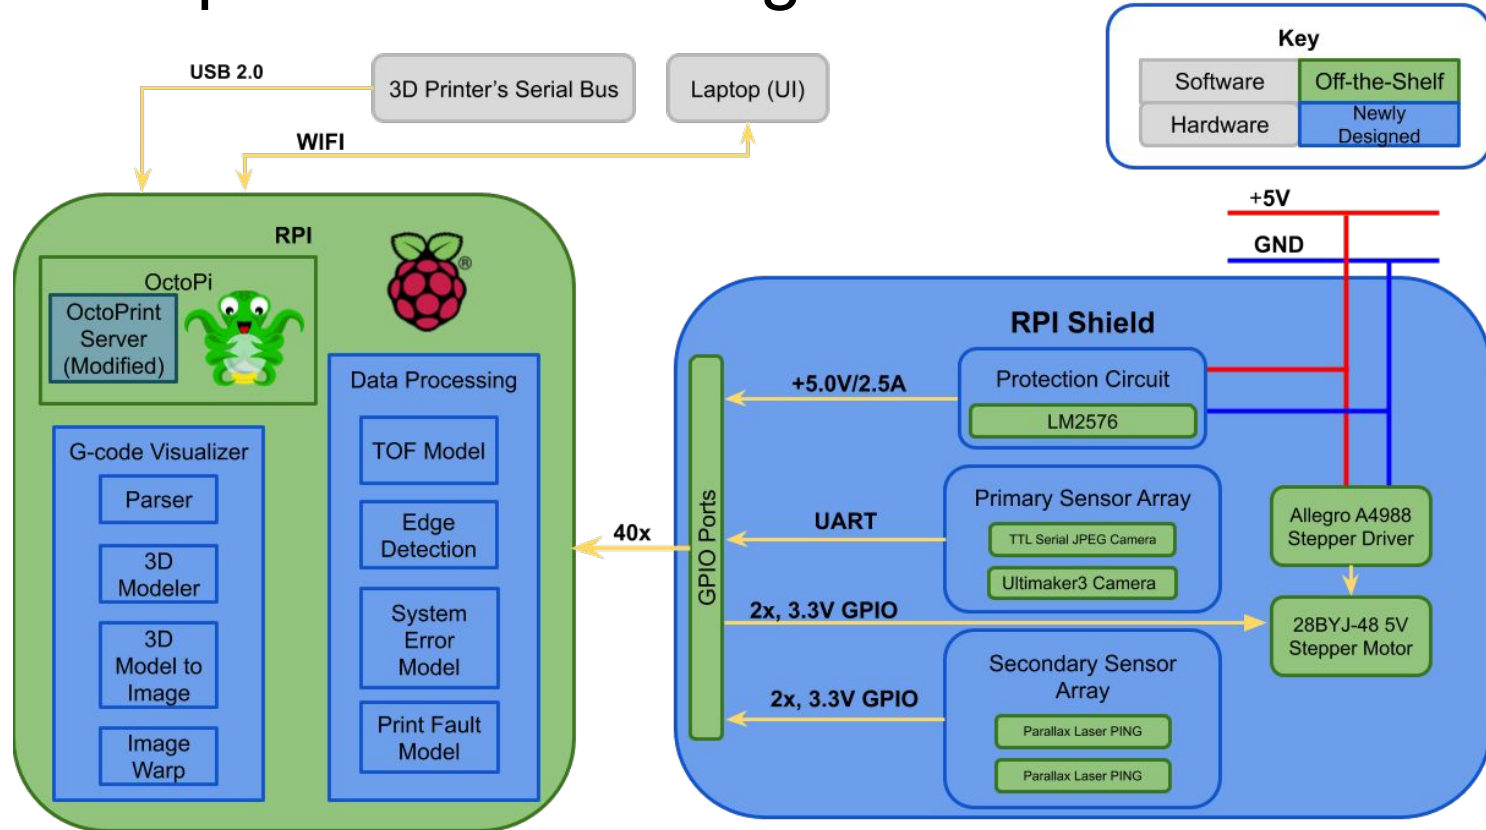 USB 2.0
3D Printer's Serial Bus
Laptop (UI)
WIFI
Key
Software
Off-the-Shelf
Hardware
Newly
Designed
+5V
GND
RPI
®
OctoPi
OctoPrint
Server
(Modified)
G-code Visualizer
Parser
3D
Modeler
3D
Model to
Image
Image
Warp
Data Processing
TOF Model
Edge
Detection
System
Error
Model
Print Fault
Model
40x
RPI Shield
GPIO Ports
+5.0V/2.5A
Protection Circuit
LM2576
UART
Primary Sensor Array
TTL Serial JPEG Camera
Ultimaker3 Camera
2x, 3.3V GPIO
Allegro A4988
Stepper Driver
28BYJ-48 5V
Stepper Motor
2x, 3.3V GPIO
Secondary Sensor
Array
Parallax Laser PING
Parallax Laser PING